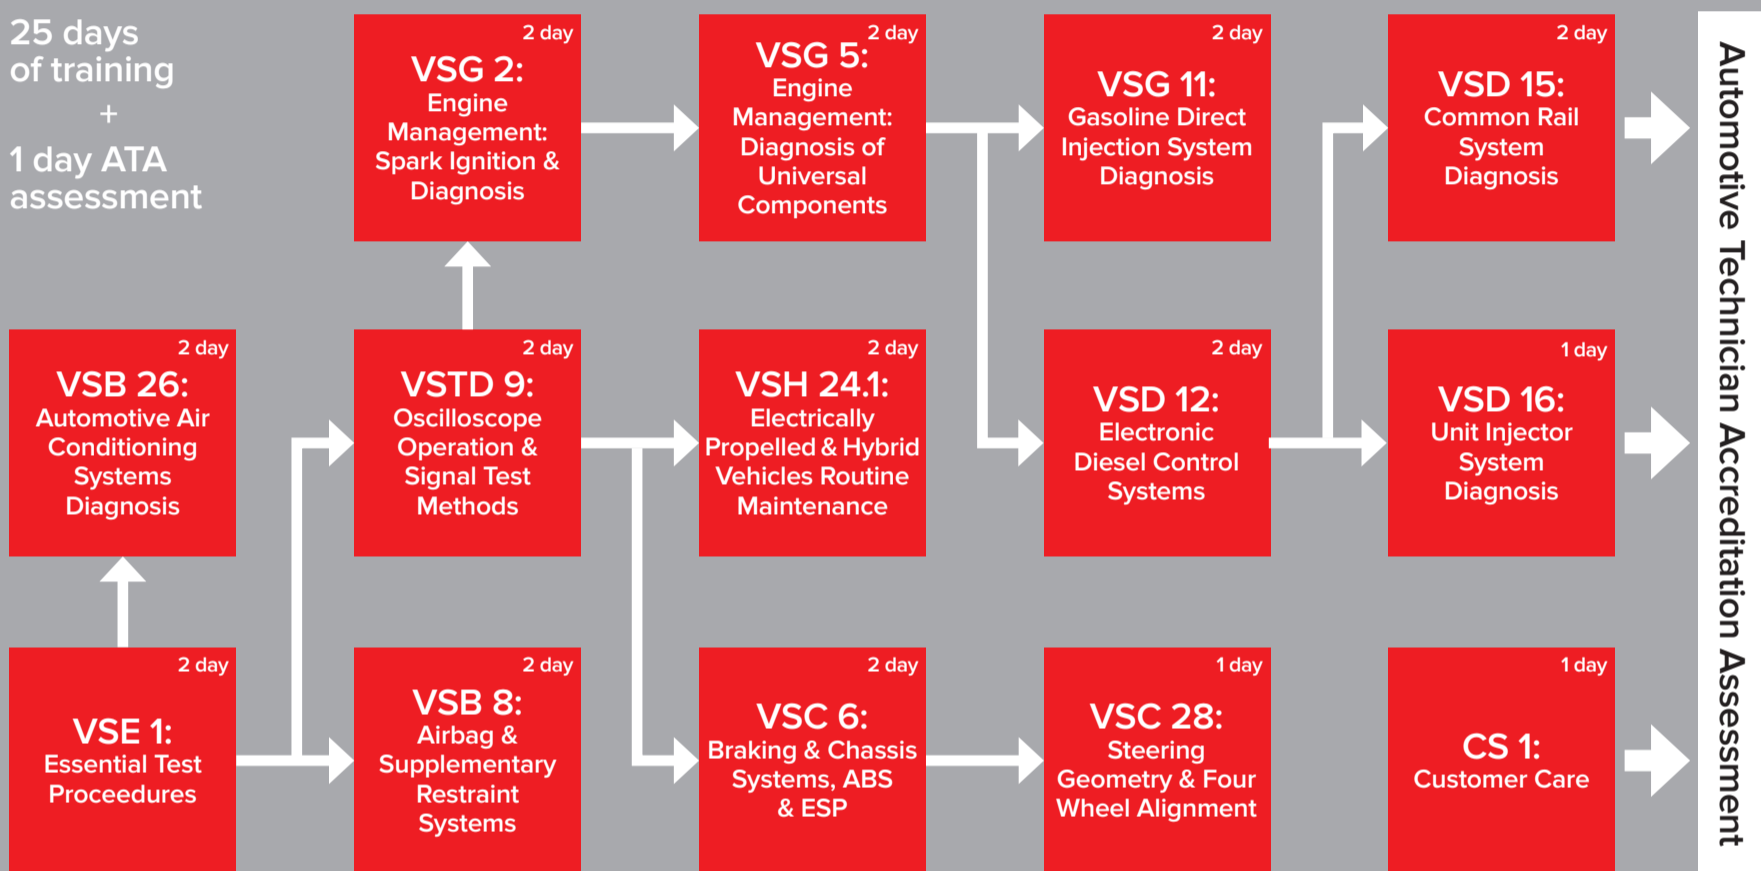 25 days
of training
+
1 day ATA
assessment
2 day
VSG 2:
Engine
Management:
Spark Ignition &
Diagnosis
2 day
VSG 5:
Engine
Management:
Diagnosis of
Universal
Components
2 day
VSG 11:
Gasoline Direct
Injection System
Diagnosis
2 day
VSD 15:
Common Rail
System
Diagnosis
2 day
VSB 26:
Automotive Air
Conditioning
Systems
Diagnosis
2 day
VSTD 9:
Oscilloscope
Operation &
Signal Test
Methods
2 day
VSH 24.1:
Electrically
Propelled & Hybrid
Vehicles Routine
Maintenance
2 day
VSD 12:
Electronic
Diesel Control
Systems
1 day
VSD 16:
Unit Injector
System
Diagnosis
2 day
VSE 1:
Essential Test
Proceedures
2 day
VSB 8:
Airbag &
Supplementary
Restraint
Systems
2 day
VSC 6:
Braking & Chassis
Systems, ABS
& ESP
1 day
VSC 28:
Steering
Geometry & Four
Wheel Alignment
1 day
CS 1:
Customer Care
Automotive Technician Accreditation Assessment